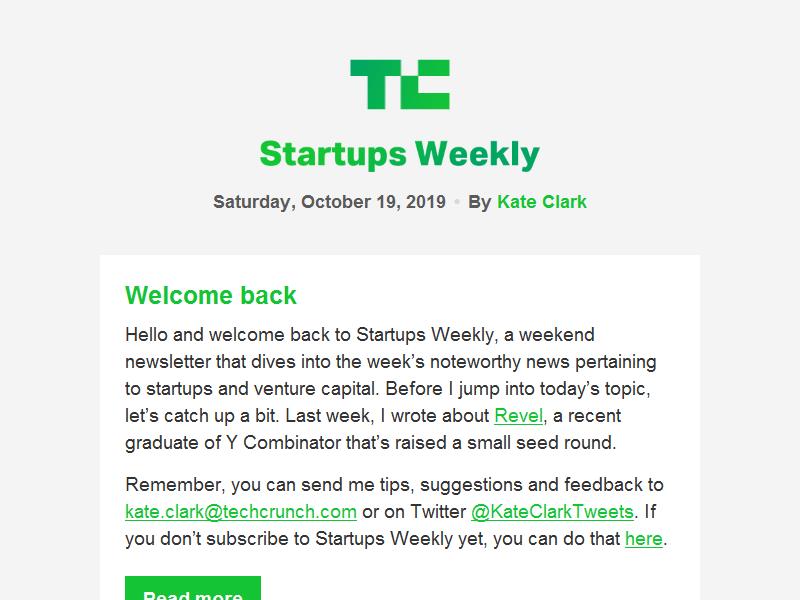 TC
Startups Weekly
Saturday, October 19, 2019 • By Kate Clark
Welcome back
Hello and welcome back to Startups Weekly, a weekend
newsletter that dives into the week’s noteworthy news pertaining
to startups and venture capital. Before I jump into today’s topic,
let’s catch up a bit. Last week, I wrote about Revel, a recent
graduate of Y Combinator that’s raised a small seed round.
Remember, you can send me tips, suggestions and feedback to
kate.clark@techcrunch.com or on Twitter @KateClarkTweets. If
you don’t subscribe to Startups Weekly yet, you can do that here.
Read more